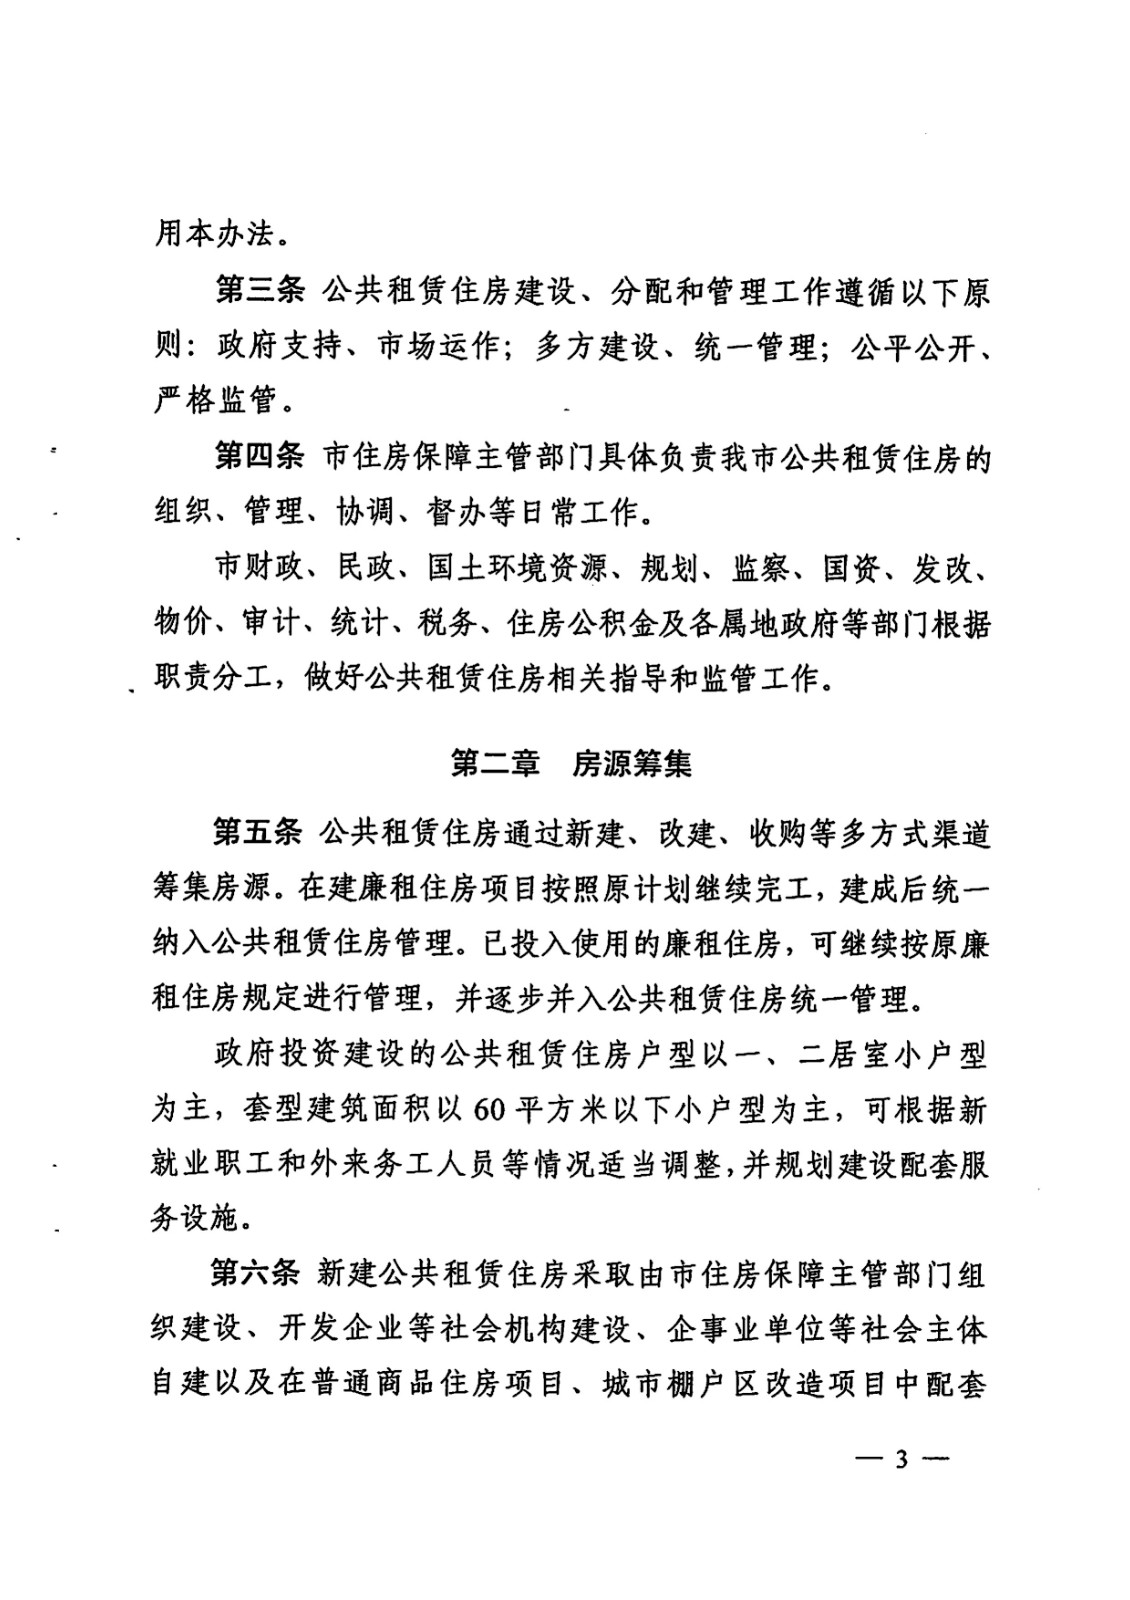 用本办法。
第三条 公共租赁住房建设、分配和管理工作遵循以下原
则：政府支持、市场运作；多方建设、统一管理；公平公开、
严格监管。
第四条 市住房保障主管部门具体负责我市公共租赁住房的
组织、管理、协调、督办等日常工作。
市财政、民政、国土环境资源、规划、监察、国资、发改、
物价、审计、统计、税务、住房公积金及各属地政府等部门根据
职责分工，做好公共租赁住房相关指导和监管工作。
第二章 房源筹集
第五条 公共租赁住房通过新建、改建、收购等多方式渠道
筹集房源。在建廉租住房项目按照原计划继续完工，建成后统一
纳入公共租赁住房管理。已投入使用的廉租住房，可继续按原廉
租住房规定进行管理，并逐步并入公共租赁住房统一管理。
政府投资建设的公共租赁住房户型以一、二居室小户型
为主，套型建筑面积以 60 平方米以下小户型为主，可根据新
就业职工和外来务工人员等情况适当调整，并规划建设配套服
务设施。
第六条 新建公共租赁住房采取由市住房保障主管部门组
织建设、开发企业等社会机构建设、企事业单位等社会主体
自建以及在普通商品住房项目、城市棚户区改造项目中配套
— 3 —